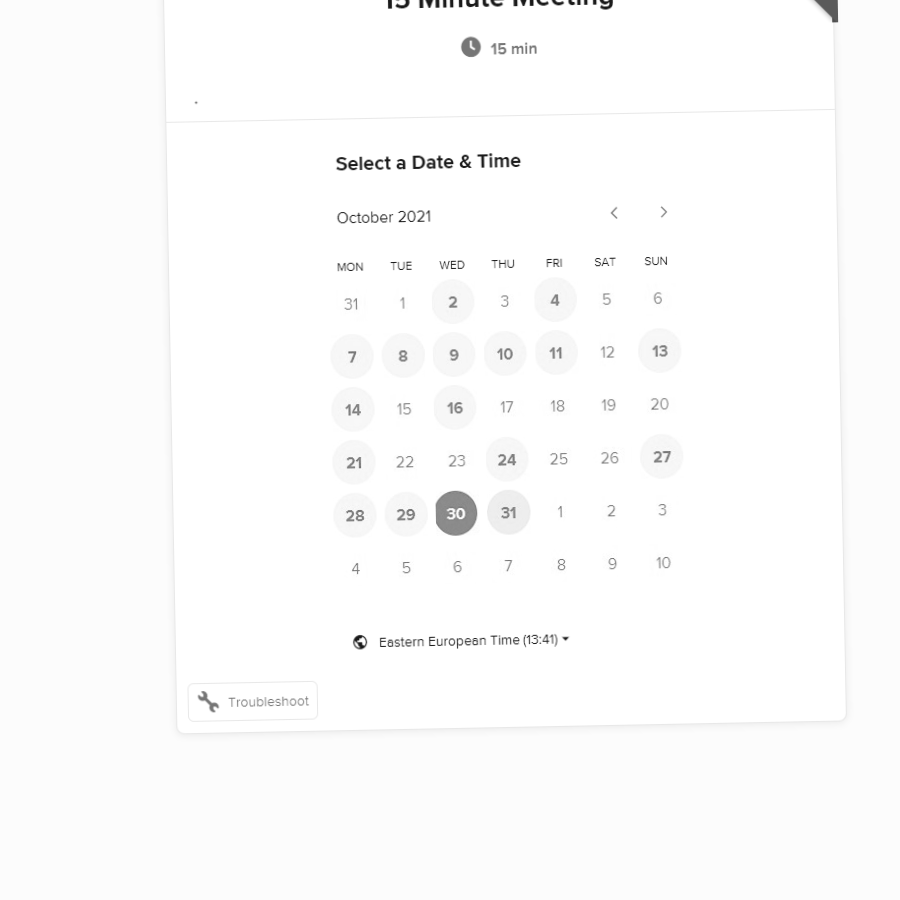 15 Minute Meeting
15 min
.
Select a Date & Time
October 2021
MON TUE WED THU FRI SAT SUN
31 1 2 3 4 5 6
7 8 9 10 11 12 13
14 15 16 17 18 19 20
21 22 23 24 25 26 27
28 29 30 31 1 2 3
4 5 6 7 8 9 10
Eastern European Time (13:41)
Troubleshoot